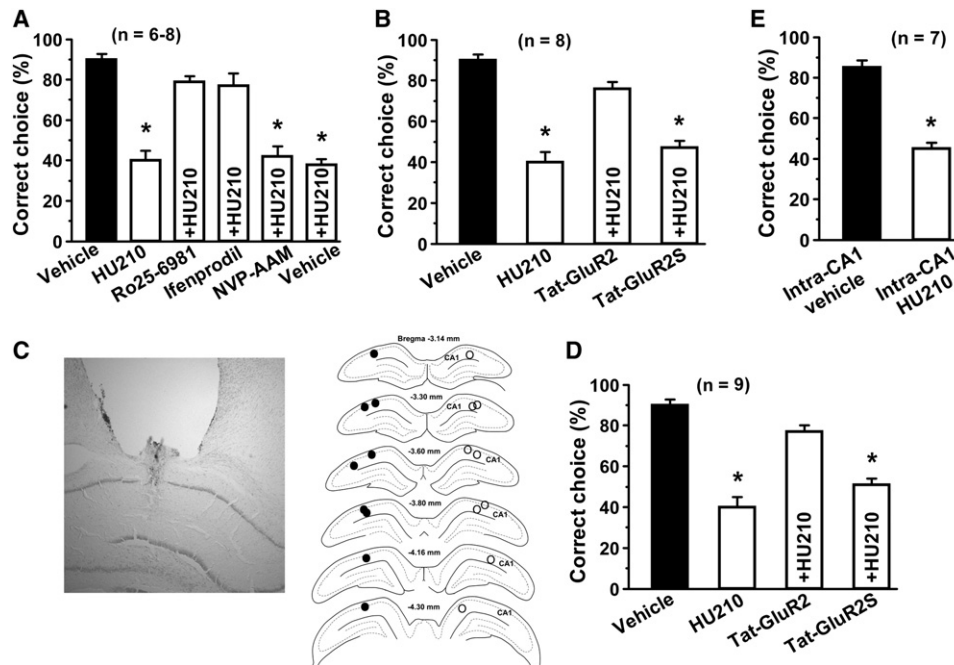 A
(n = 6-8)
Correct choice (%)
100
80
60
40
20
0
*
*
*
+HU210
+HU210
+HU210
+HU210
Vehicle
HU210
Ro25-6981
Ifenprodil
NVP-AAM
Vehicle
B
(n = 8)
Correct choice (%)
100
80
60
40
20
0
*
*
+HU210
+HU210
Vehicle
HU210
Tat-GluR2
Tat-GluR2S
E
(n = 7)
Correct choice (%)
100
80
60
40
20
0
*
Intra-CA1
vehicle
Intra-CA1
HU210
C
Bregma -3.14 mm
CA1
-3.30 mm
CA1
-3.60 mm
CA1
-3.80 mm
CA1
-4.16 mm
CA1
-4.30 mm
CA1
D
(n = 9)
Correct choice (%)
100
80
60
40
20
0
*
*
+HU210
+HU210
Vehicle
HU210
Tat-GluR2
Tat-GluR2S